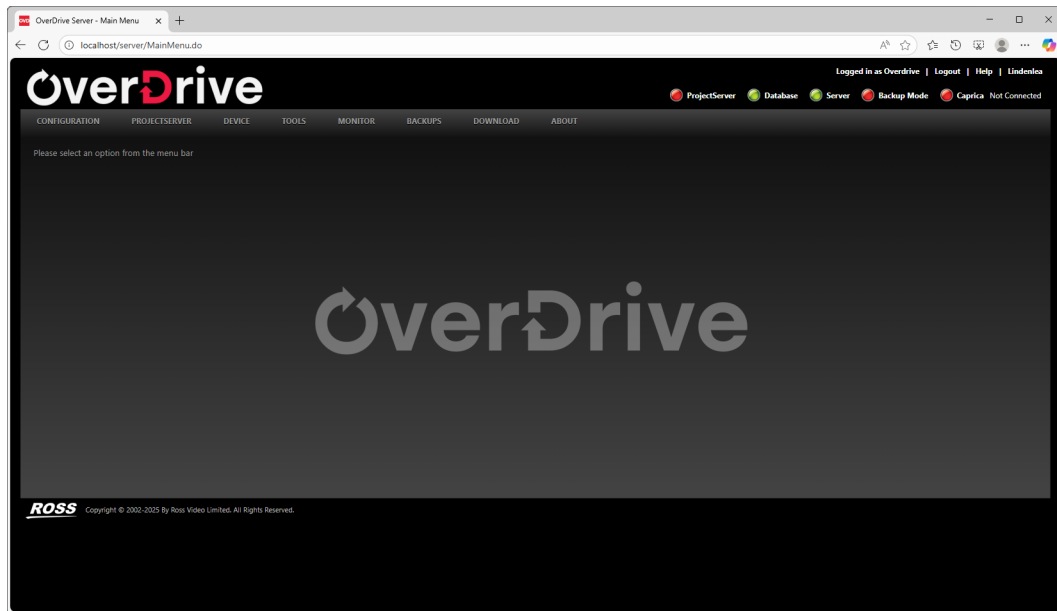 OVD OverDrive Server - Main Menu
localhost/server/MainMenu.do
OverDrive
Logged in as Overdrive | Logout | Help | Lindenlea
ProjectServer Database Server Backup Mode Caprica Not Connected
CONFIGURATION PROJECTSERVER DEVICE TOOLS MONITOR BACKUPS DOWNLOAD ABOUT
Please select an option from the menu bar
OverDrive
ROSS Copyright © 2002-2025 By Ross Video Limited. All Rights Reserved.